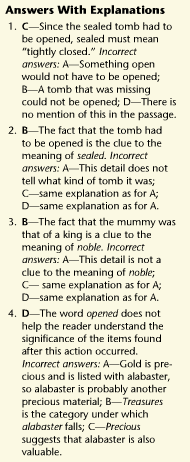 Answers With Explanations
1. C—Since the sealed tomb had to
be opened, sealed must mean
"tightly closed." Incorrect
answers: A—Something open
would not have to be opened;
B—A tomb that was missing
could not be opened; D—There is
no mention of this in the passage.
2. B—The fact that the tomb had
to be opened is the clue to the
meaning of sealed. Incorrect
answers: A—This detail does not
tell what kind of tomb it was;
C—same explanation as for A;
D—same explanation as for A.
3. B—The fact that the mummy was
that of a king is a clue to the
meaning of noble. Incorrect
answers: A—This detail is not a
clue to the meaning of noble;
C— same explanation as for A;
D—same explanation as for A.
4. D—The word opened does not
help the reader understand the
significance of the items found
after this action occurred.
Incorrect answers: A—Gold is pre-
cious and is listed with alabaster,
so alabaster is probably another
precious material; B—Treasures
is the category under which
alabaster falls; C—Precious
suggests that alabaster is also
valuable.